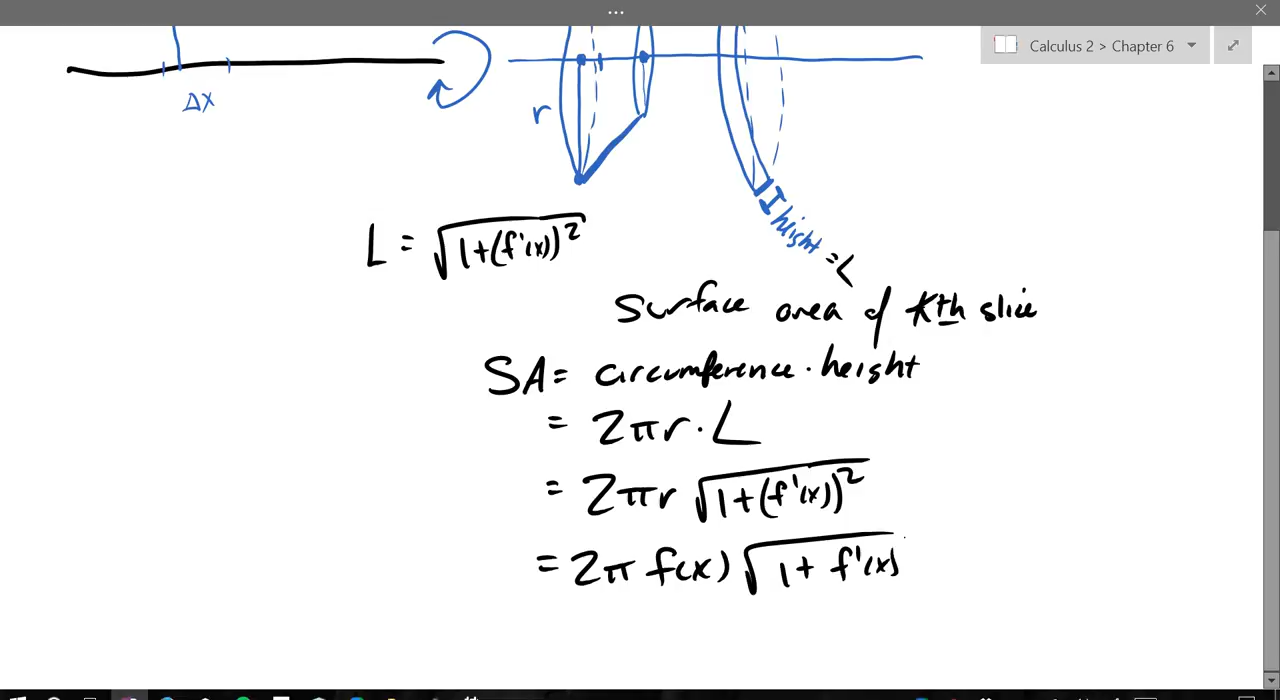 ...
Calculus 2 > Chapter 6
Δx
r
height = L
L = √(1+(f'(x))²)
Surface area of kth slice
SA = circumference · height
= 2πr · L
= 2πr √(1+(f'(x))²)
= 2π f(x) √(1 + f'(x)